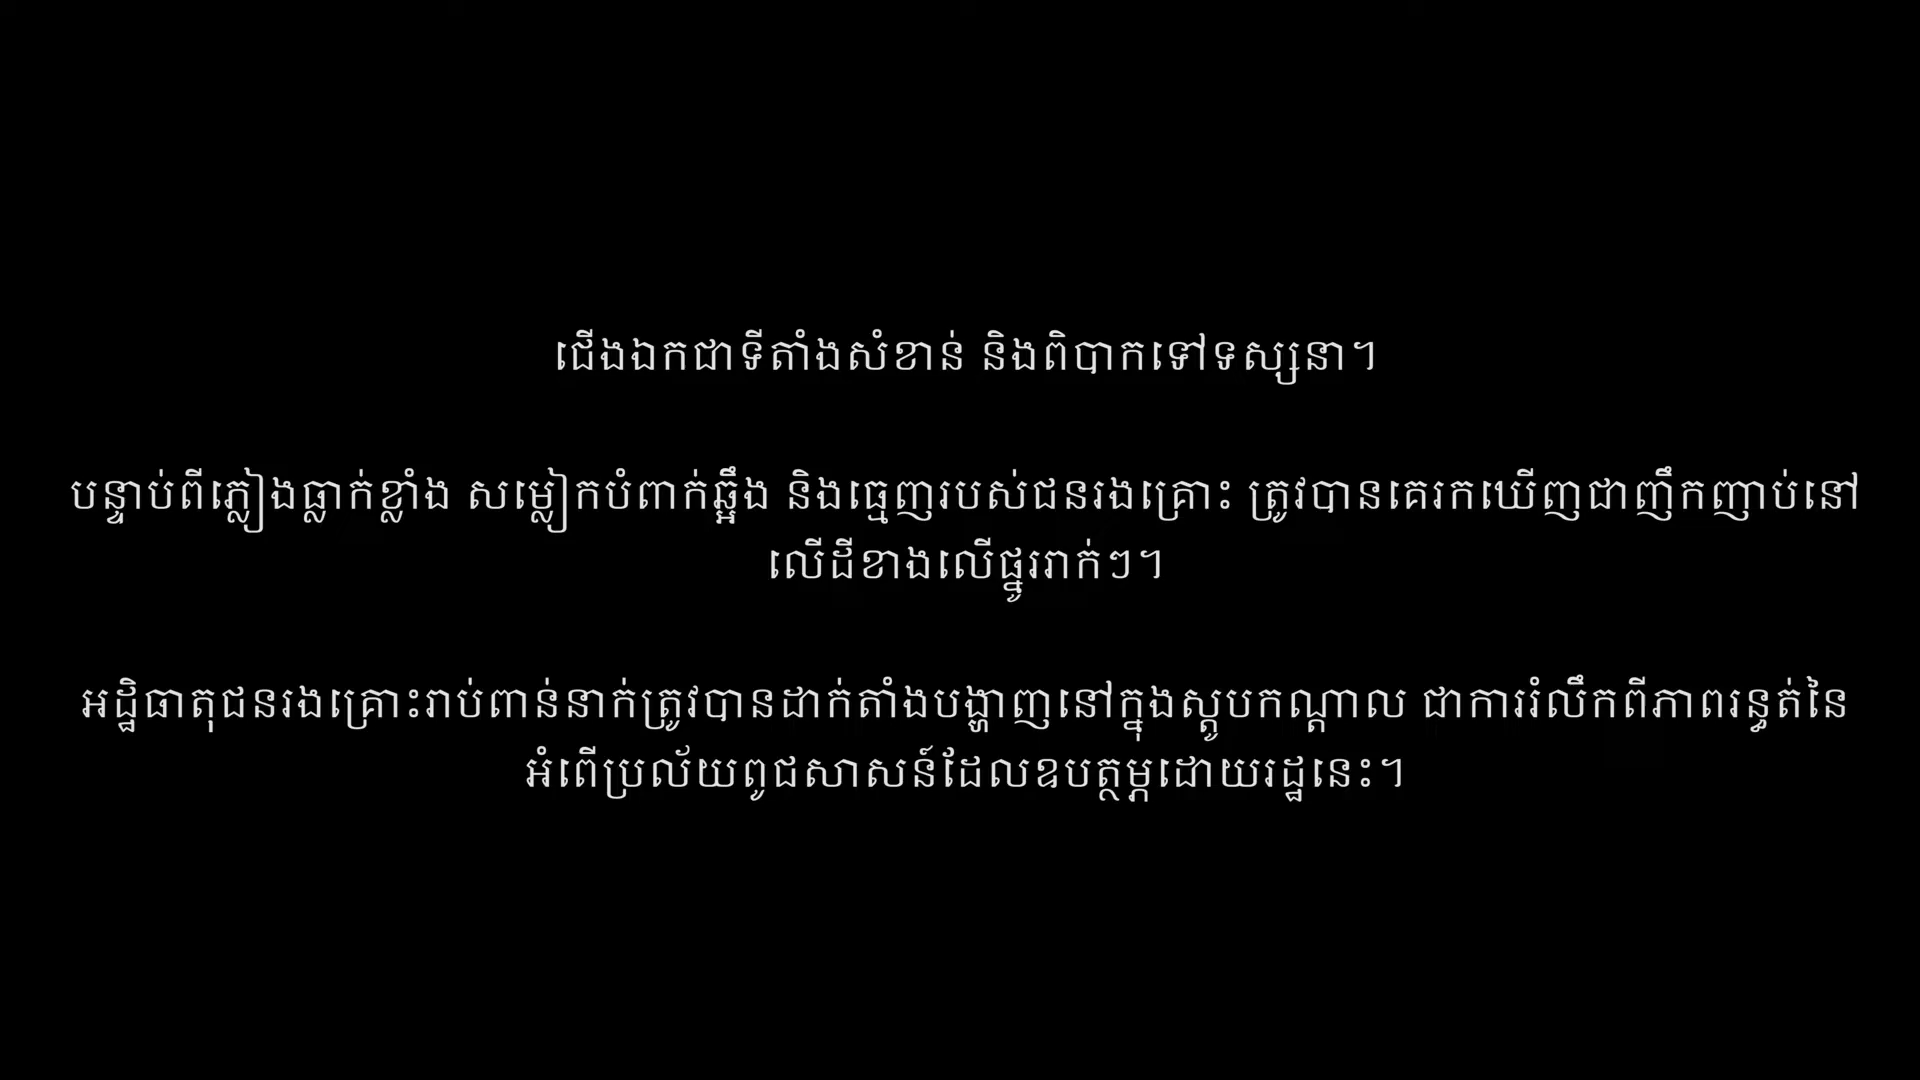 ជើងឯកជាទីតាំងសំខាន់ និងពិបាកទៅទស្សនា។
បន្ទាប់ពីភ្លៀងធ្លាក់ខ្លាំង សម្លៀកបំពាក់ឆ្អឹង និងធ្មេញរបស់ជនរងគ្រោះ ត្រូវបានគេរកឃើញជាញឹកញាប់នៅ
លើដីខាងលើផ្នូររាក់ៗ។
អដ្ឋិធាតុជនរងគ្រោះរាប់ពាន់នាក់ត្រូវបានដាក់តាំងបង្ហាញនៅក្នុងស្តូបកណ្តាល ជាការរំលឹកពីភាពរន្ធត់នៃ
អំពើប្រល័យពូជសាសន៍ដែលឧបត្ថម្ភដោយរដ្ឋនេះ។